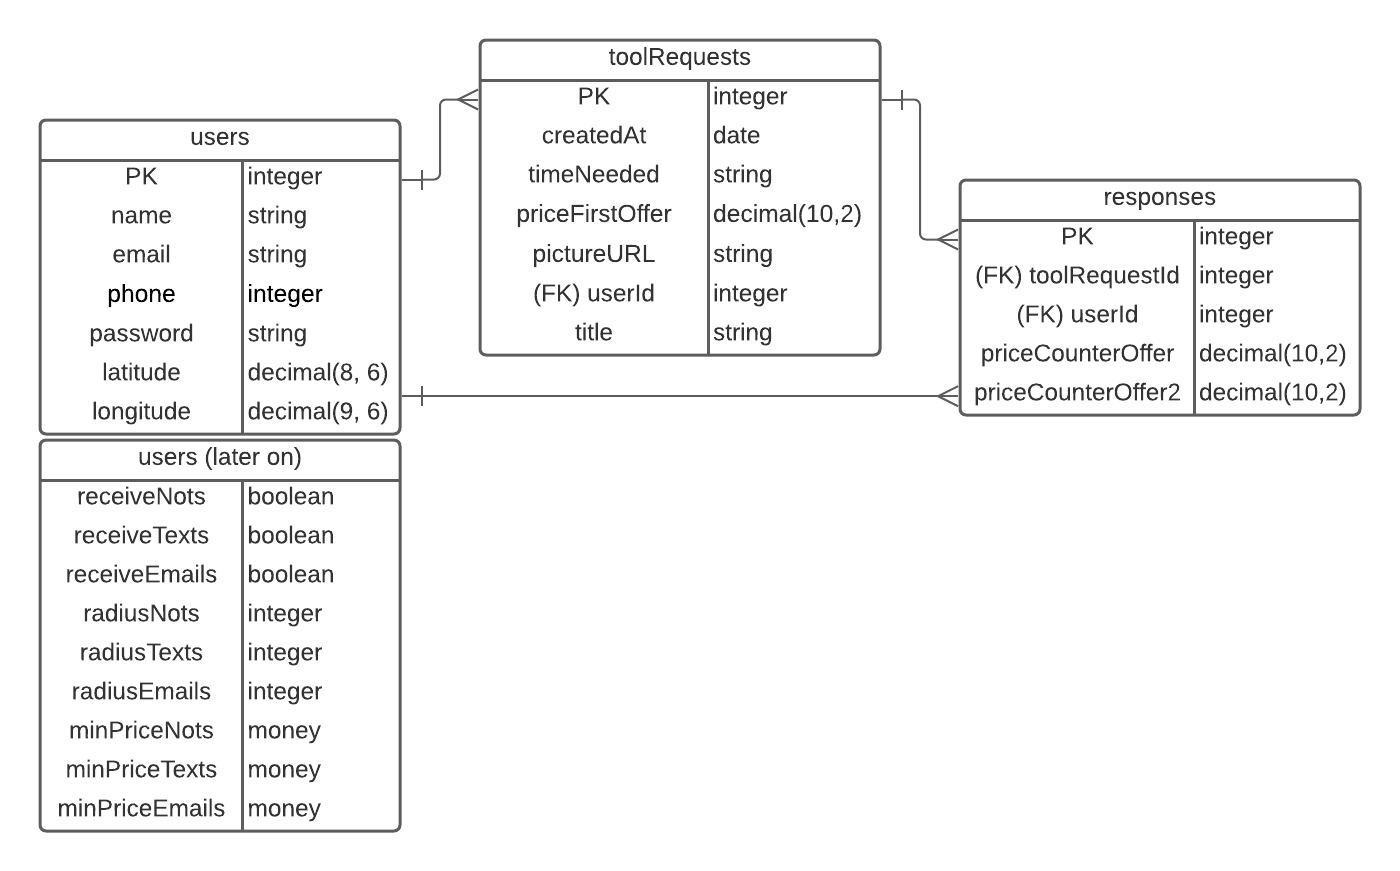 toolRequests
PK integer
createdAt date
timeNeeded string
priceFirstOffer decimal(10,2)
pictureURL string
(FK) userId integer
title string
users
PK integer
name string
email string
phone integer
password string
latitude decimal(8, 6)
longitude decimal(9, 6)
responses
PK integer
(FK) toolRequestId integer
(FK) userId integer
priceCounterOffer decimal(10,2)
priceCounterOffer2 decimal(10,2)
users (later on)
receiveNots boolean
receiveTexts boolean
receiveEmails boolean
radiusNots integer
radiusTexts integer
radiusEmails integer
minPriceNots money
minPriceTexts money
minPriceEmails money